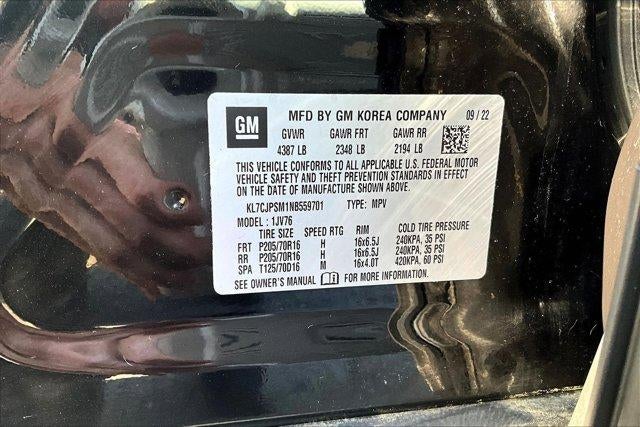 GM MFD BY GM KOREA COMPANY 09 / 22
GVWR GAWR FRT GAWR RR
4387 LB 2348 LB 2194 LB
THIS VEHICLE CONFORMS TO ALL APPLICABLE U.S. FEDERAL MOTOR
VEHICLE SAFETY AND THEFT PREVENTION STANDARDS IN EFFECT
ON THE DATE OF MANUFACTURE SHOWN ABOVE.
KL7CJPSM1NB559701 TYPE: MPV
MODEL : 1JV76
TIRE SIZE SPEED RTG RIM COLD TIRE PRESSURE
FRT P205/70R16 H 16x6.5J 240KPA, 35 PSI
RR P205/70R16 H 16x6.5J 240KPA, 35 PSI
SPA T125/70D16 M 16x4.0T 420KPA, 60 PSI
SEE OWNER'S MANUAL FOR MORE INFORMATION.